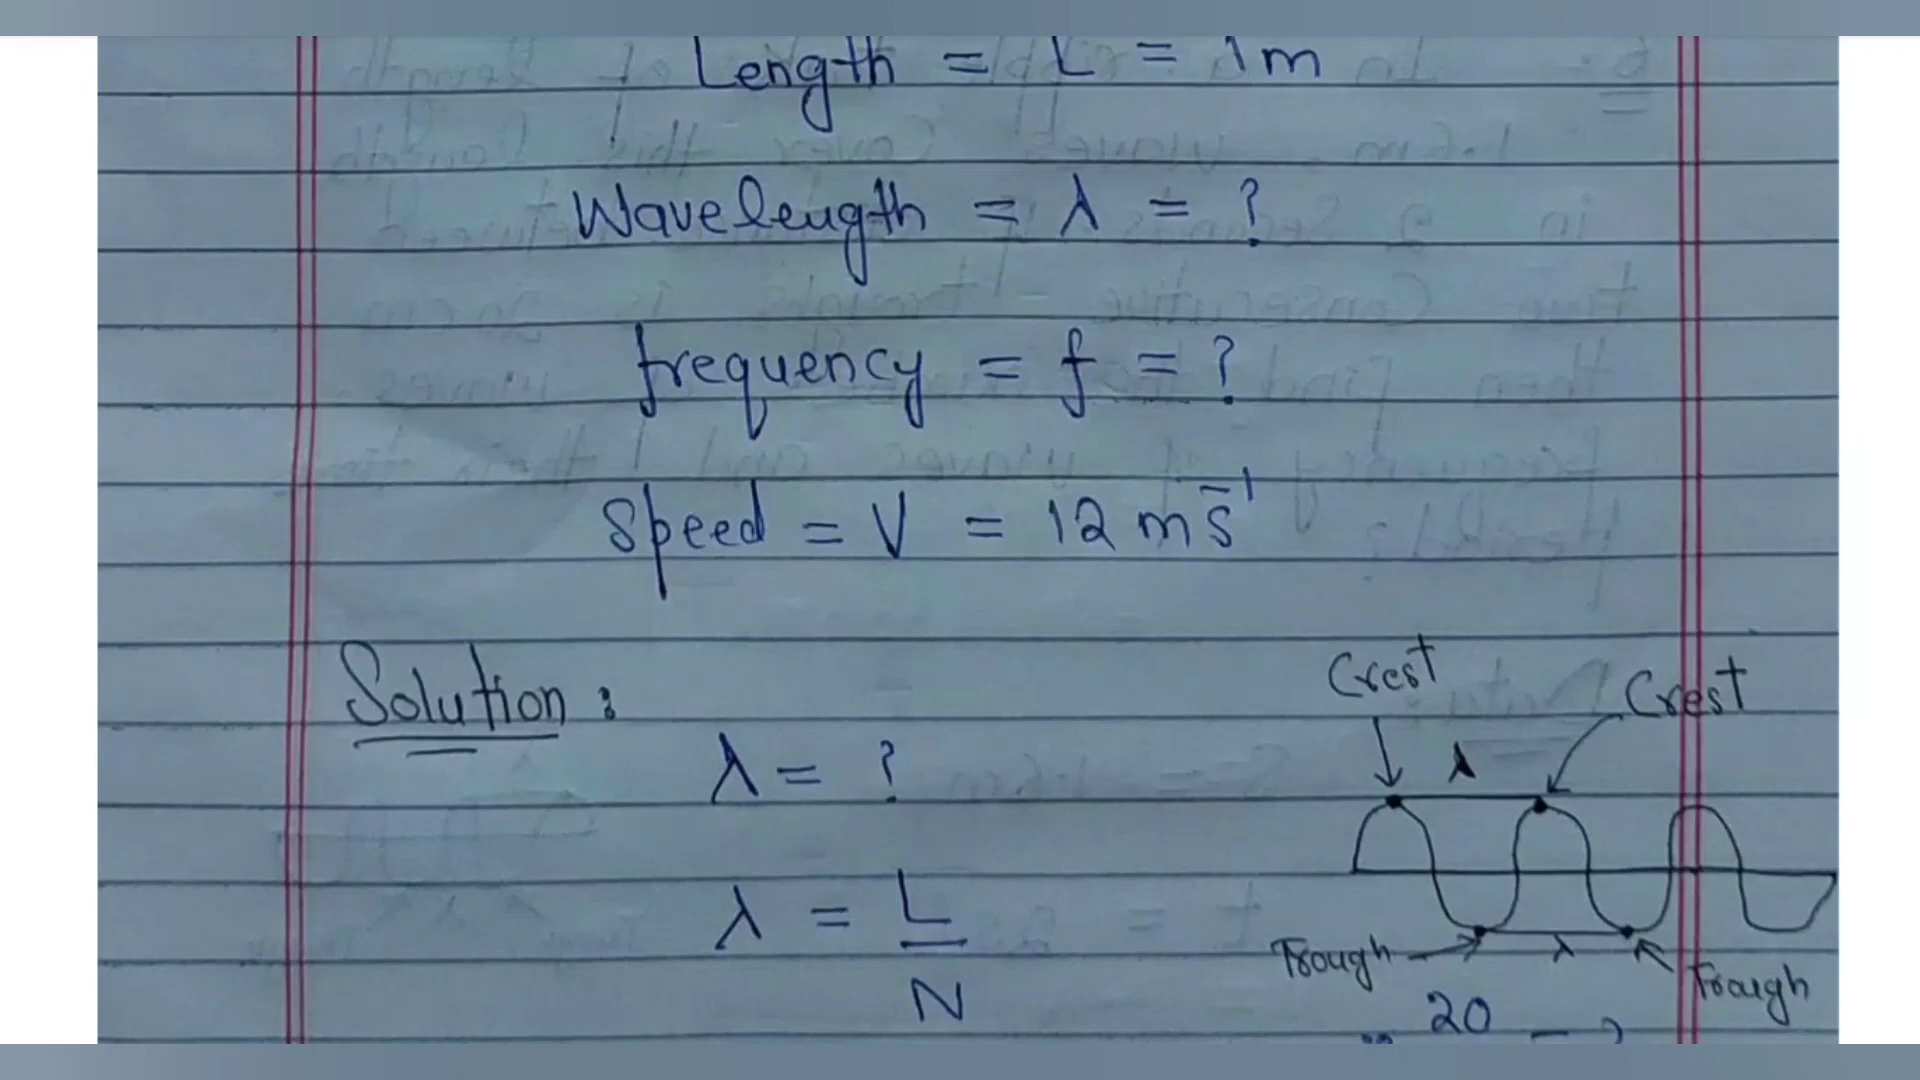 Length = L = 1m
Wavelength = λ = ?
frequency = f = ?
Speed = V = 12 ms⁻¹
Solution :
Crest
Crest
λ = ?
λ
λ = L
N
Trough
λ
Trough
20